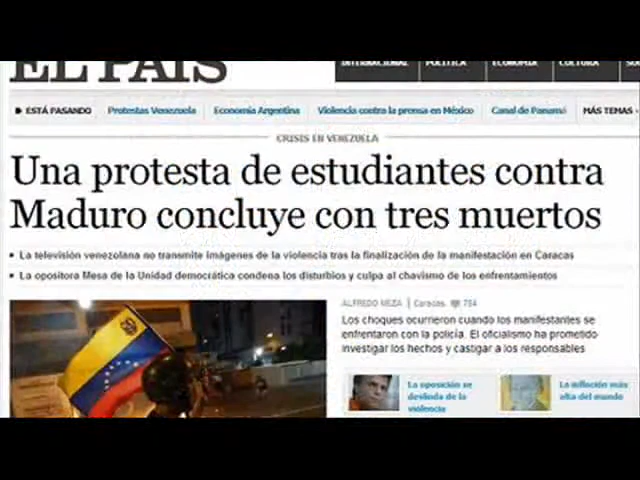 EL PAÍS
INTERNACIONAL POLÍTICA ECONOMÍA CULTURA
ESTÁ PASANDO Protestas Venezuela Economía Argentina Violencia contra la prensa en México Canal de Panamá MÁS TEMAS
CRISIS EN VENEZUELA
Una protesta de estudiantes contra
Maduro concluye con tres muertos
• La televisión venezolana no transmite imágenes de la violencia tras la finalización de la manifestación en Caracas
• La opositora Mesa de la Unidad democrática condena los disturbios y culpa al chavismo de los enfrentamientos
ALFREDO MEZA | Caracas 754
Los choques ocurrieron cuando los manifestantes se
enfrentaron con la policía. El oficialismo ha prometido
investigar los hechos y castigar a los responsables
La oposición se
deslinda de la
violencia
La inflación más
alta del mundo